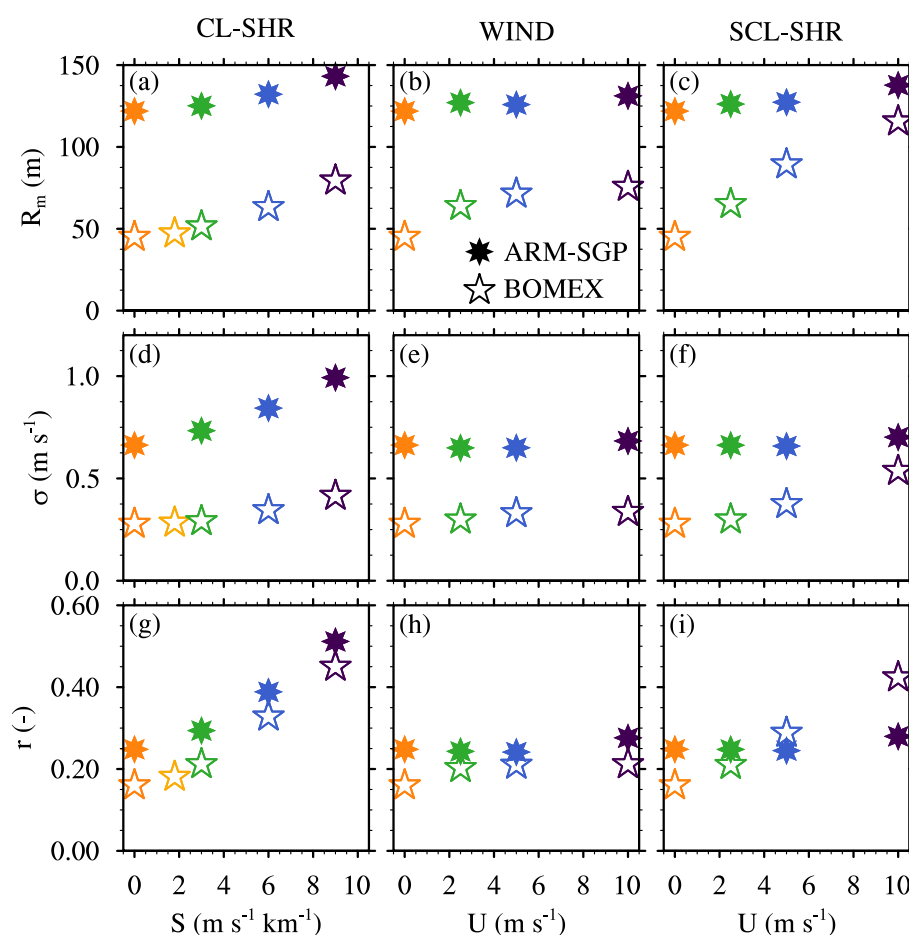 CL-SHR WIND SCL-SHR
150 (a) (b) (c)
100
R_m (m)
50
ARM-SGP
BOMEX
0
(d) (e) (f)
1.0
σ (m s⁻¹)
0.5
0.0
0.60 (g) (h) (i)
0.40
r (-)
0.20
0.00
0 2 4 6 8 10 0 2 4 6 8 10 0 2 4 6 8 10
S (m s⁻¹ km⁻¹) U (m s⁻¹) U (m s⁻¹)